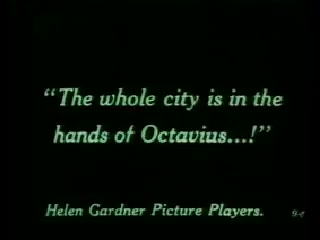 "The whole city is in the
hands of Octavius....!"
Helen Gardner Picture Players.